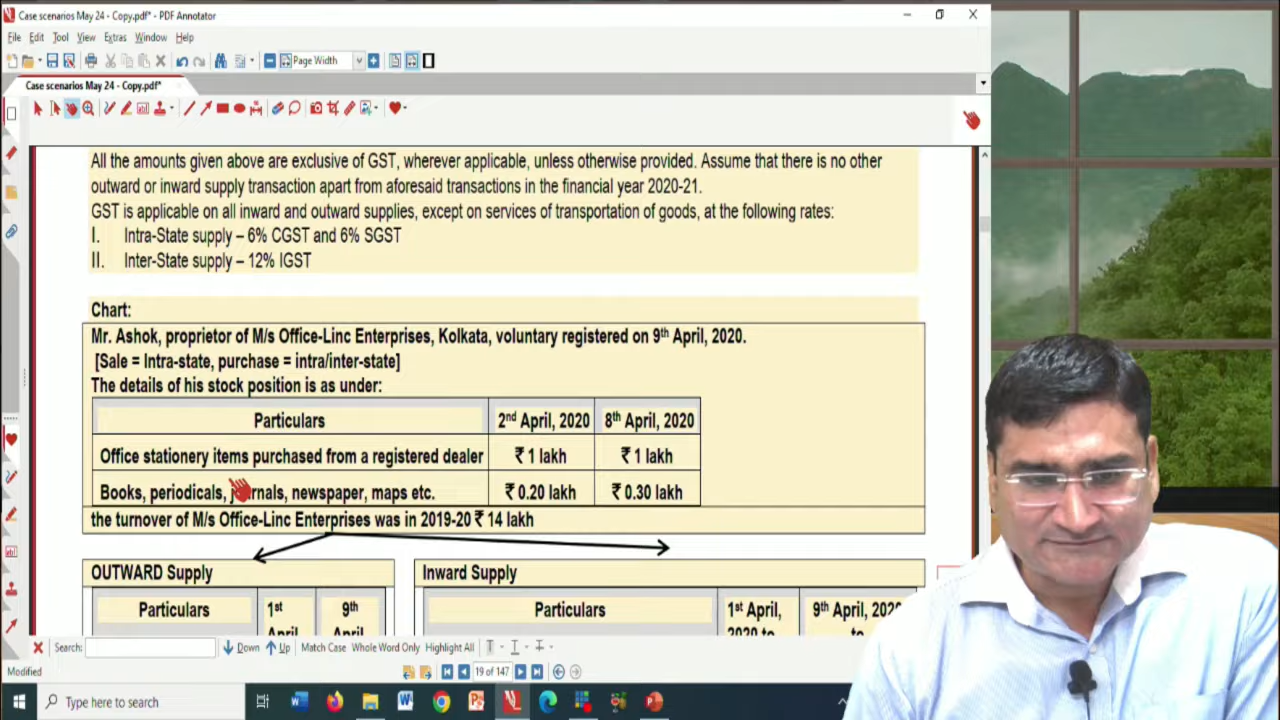 Case scenarios May 24 - Copy.pdf* - PDF Annotator
File Edit Tool View Extras Window Help
Page Width
Case scenarios May 24 - Copy.pdf*
All the amounts given above are exclusive of GST, wherever applicable, unless otherwise provided. Assume that there is no other
outward or inward supply transaction apart from aforesaid transactions in the financial year 2020-21.
GST is applicable on all inward and outward supplies, except on services of transportation of goods, at the following rates:
I. Intra-State supply – 6% CGST and 6% SGST
II. Inter-State supply – 12% IGST
Chart:
Mr. Ashok, proprietor of M/s Office-Linc Enterprises, Kolkata, voluntary registered on 9th April, 2020.
[Sale = Intra-state, purchase = intra/inter-state]
The details of his stock position is as under:
Particulars 2nd April, 2020 8th April, 2020
Office stationery items purchased from a registered dealer ₹ 1 lakh ₹ 1 lakh
Books, periodicals, journals, newspaper, maps etc. ₹ 0.20 lakh ₹ 0.30 lakh
the turnover of M/s Office-Linc Enterprises was in 2019-20 ₹ 14 lakh
OUTWARD Supply Inward Supply
Particulars 1st 9th Particulars 1st April, 9th April, 2020
April April 2020 to to
Search: Down Up Match Case Whole Word Only Highlight All
Modified 19 of 147
Type here to search